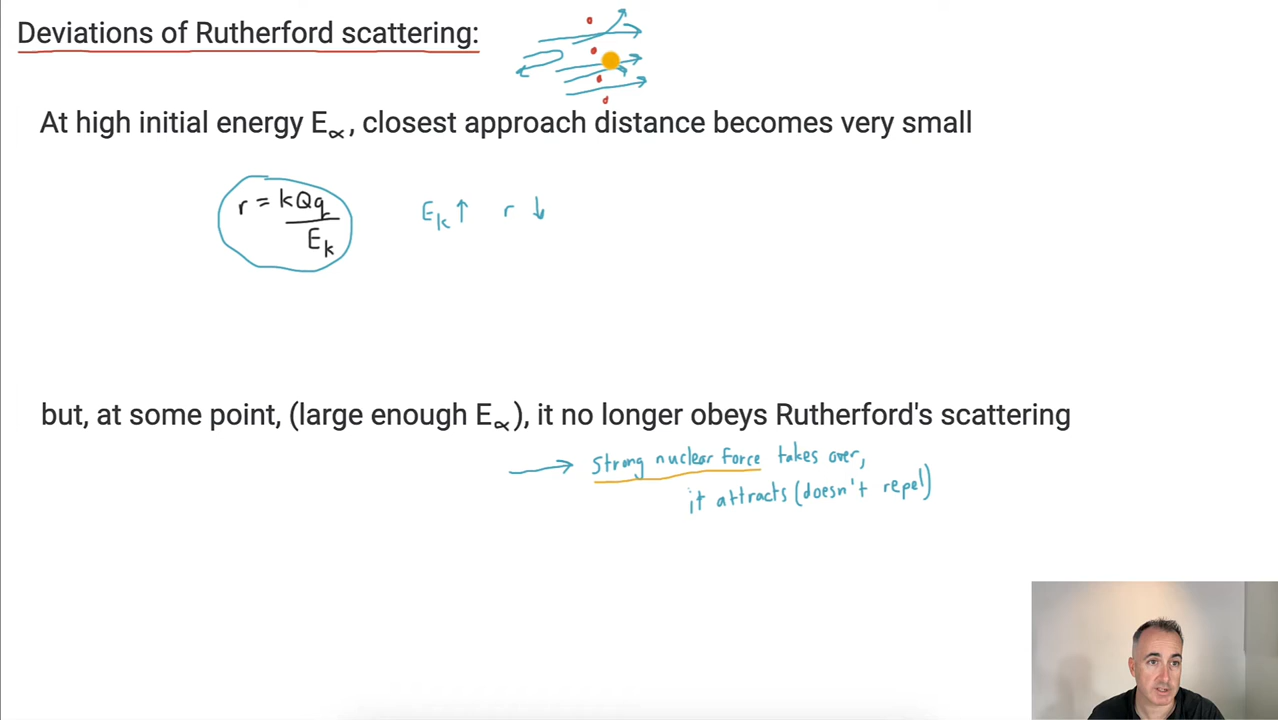 Deviations of Rutherford scattering:
At high initial energy E∝, closest approach distance becomes very small
r = kQq / Ek
Ek ↑ r ↓
but, at some point, (large enough E∝), it no longer obeys Rutherford's scattering
→ strong nuclear force takes over,
it attracts (doesn't repel)